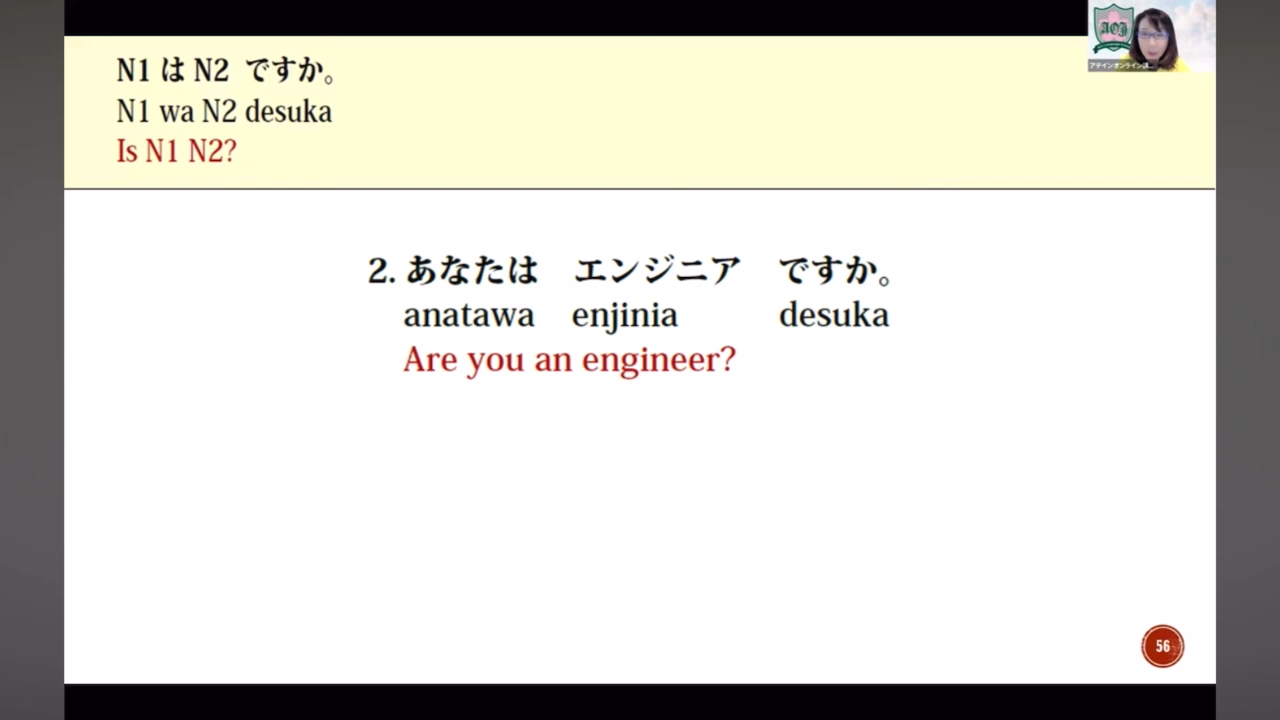 N1 は N2 ですか。
N1 wa N2 desuka
Is N1 N2?
AOJ
2. あなたは エンジニア ですか。
anatawa enjinia desuka
Are you an engineer?
56